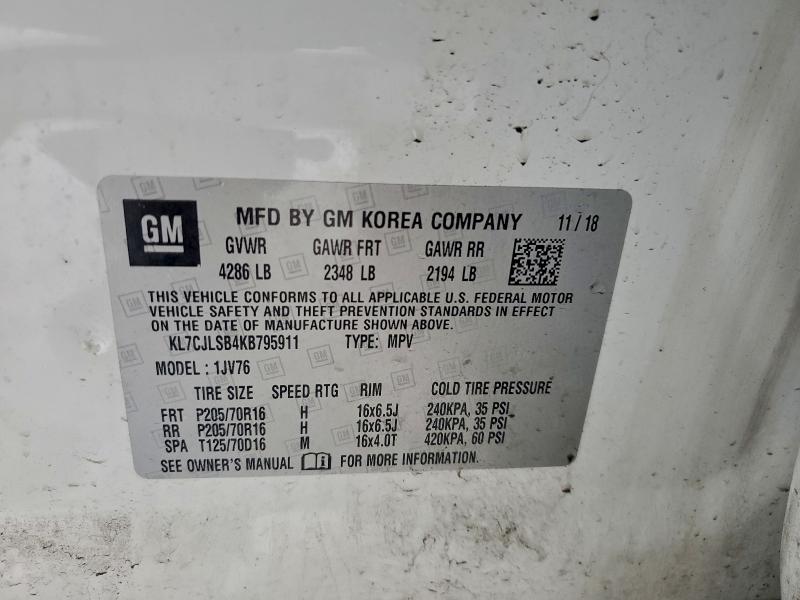 GM MFD BY GM KOREA COMPANY 11/18
GVWR GAWR FRT GAWR RR
4286 LB 2348 LB 2194 LB
THIS VEHICLE CONFORMS TO ALL APPLICABLE U.S. FEDERAL MOTOR
VEHICLE SAFETY AND THEFT PREVENTION STANDARDS IN EFFECT
ON THE DATE OF MANUFACTURE SHOWN ABOVE.
KL7CJLSB4KB795911 TYPE: MPV
MODEL : 1JV76
TIRE SIZE SPEED RTG RIM COLD TIRE PRESSURE
FRT P205/70R16 H 16x6.5J 240KPA, 35 PSI
RR P205/70R16 H 16x6.5J 240KPA, 35 PSI
SPA T125/70D16 M 16x4.0T 420KPA, 60 PSI
SEE OWNER'S MANUAL FOR MORE INFORMATION.